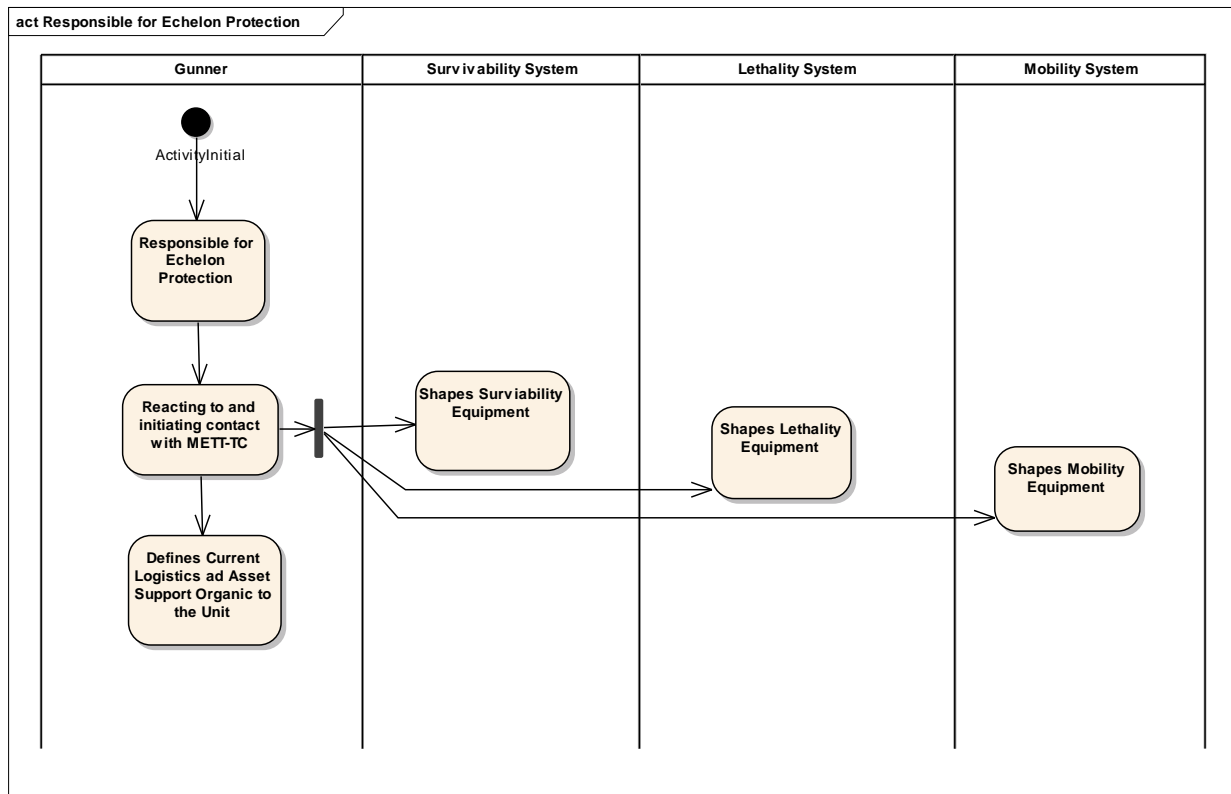 act Responsible for Echelon Protection
Gunner
Survivability System
Lethality System
Mobility System
ActivityInitial
Responsible for
Echelon
Protection
Reacting to and
initiating contact
with METT-TC
Shapes Surviability
Equipment
Shapes Lethality
Equipment
Shapes Mobility
Equipment
Defines Current
Logistics ad Asset
Support Organic to
the Unit